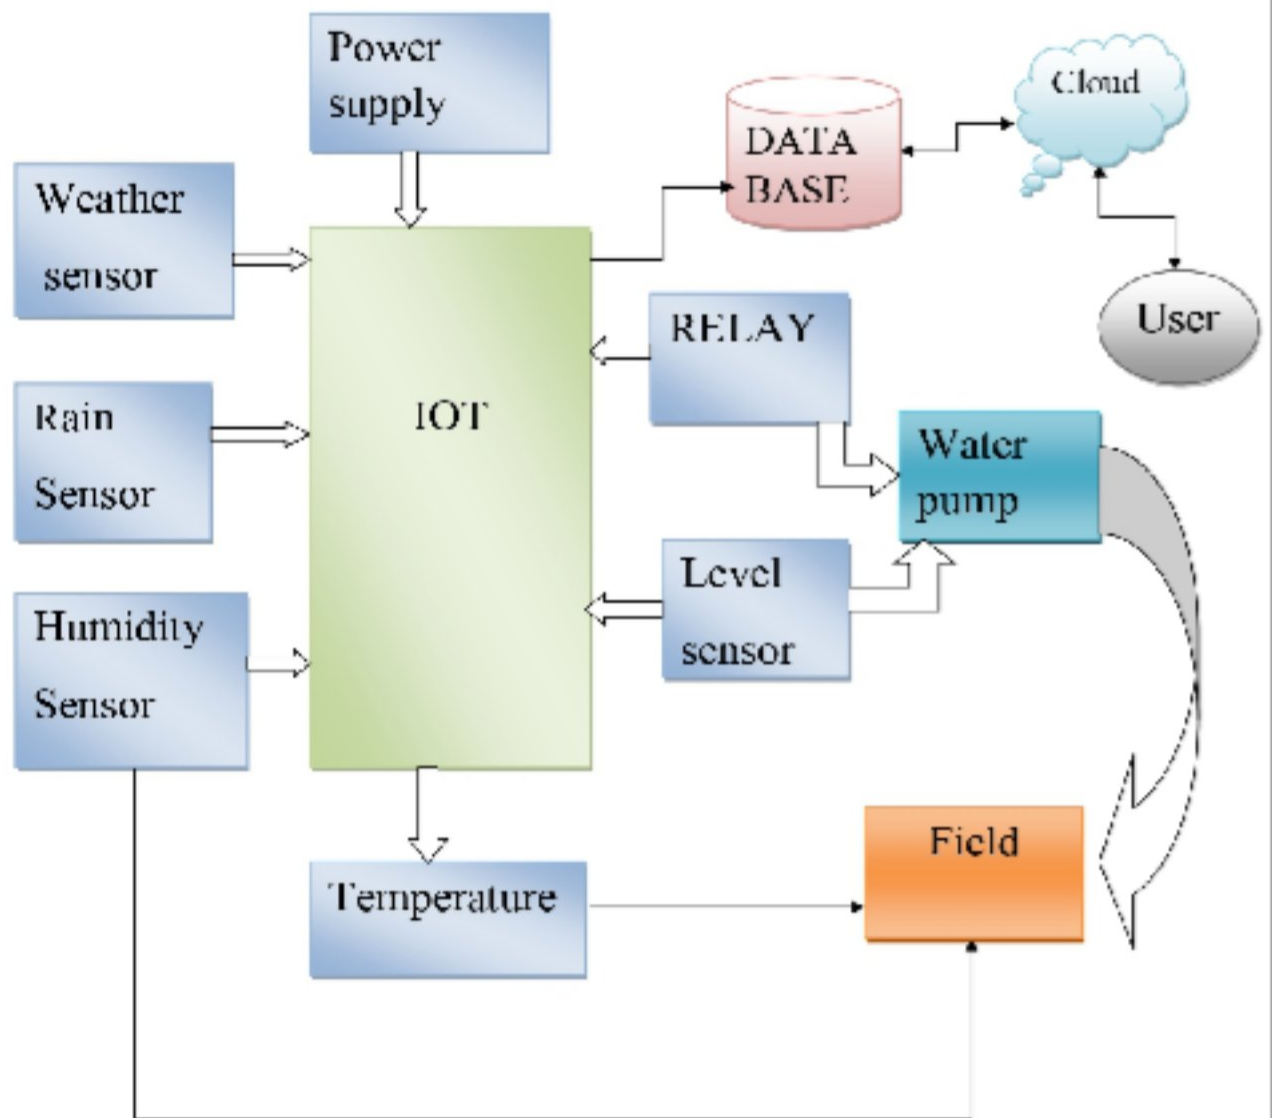 Power
supply
Cloud
DATA
BASE
Weather
sensor
RELAY
User
IOT
Rain
Sensor
Water
pump
Level
sensor
Humidity
Sensor
Field
Temperature